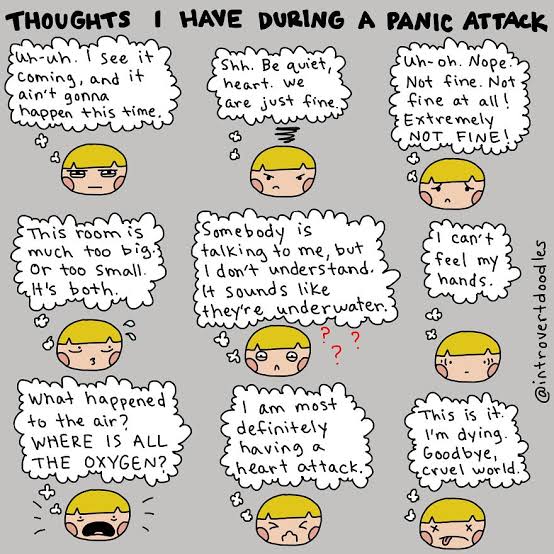 THOUGHTS I HAVE DURING A PANIC ATTACK
Uh-uh. I see it
coming, and it
ain't gonna
happen this time.
Shh. Be quiet,
heart. We
are just fine.
Uh-oh. Nope.
Not fine. Not
fine at all!
Extremely
NOT FINE!
This room is
much too big.
Or too small.
It's both.
Somebody is
talking to me, but
I don't understand.
It sounds like
they're underwater.
? ? ?
I can't
feel my
hands.
What happened
to the air?
WHERE IS ALL
THE OXYGEN?
I am most
definitely
having a
heart attack.
This is it.
I'm dying.
Goodbye,
cruel world.
@introvertdoodles